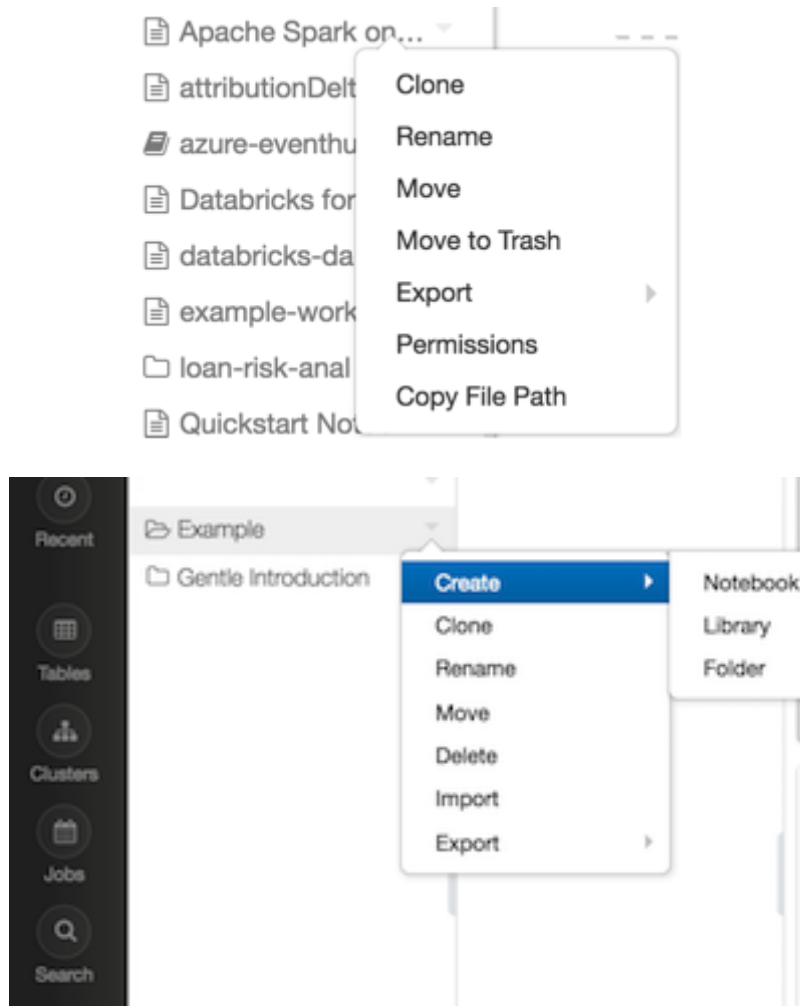 Apache Spark on...
attributionDelt
azure-eventhu
Databricks for
databricks-da
example-work
loan-risk-anal
Quickstart No
Clone
Rename
Move
Move to Trash
Export
Permissions
Copy File Path
Recent
Tables
Clusters
Jobs
Search
Example
Gentle Introduction
Create
Clone
Rename
Move
Delete
Import
Export
Notebook
Library
Folder